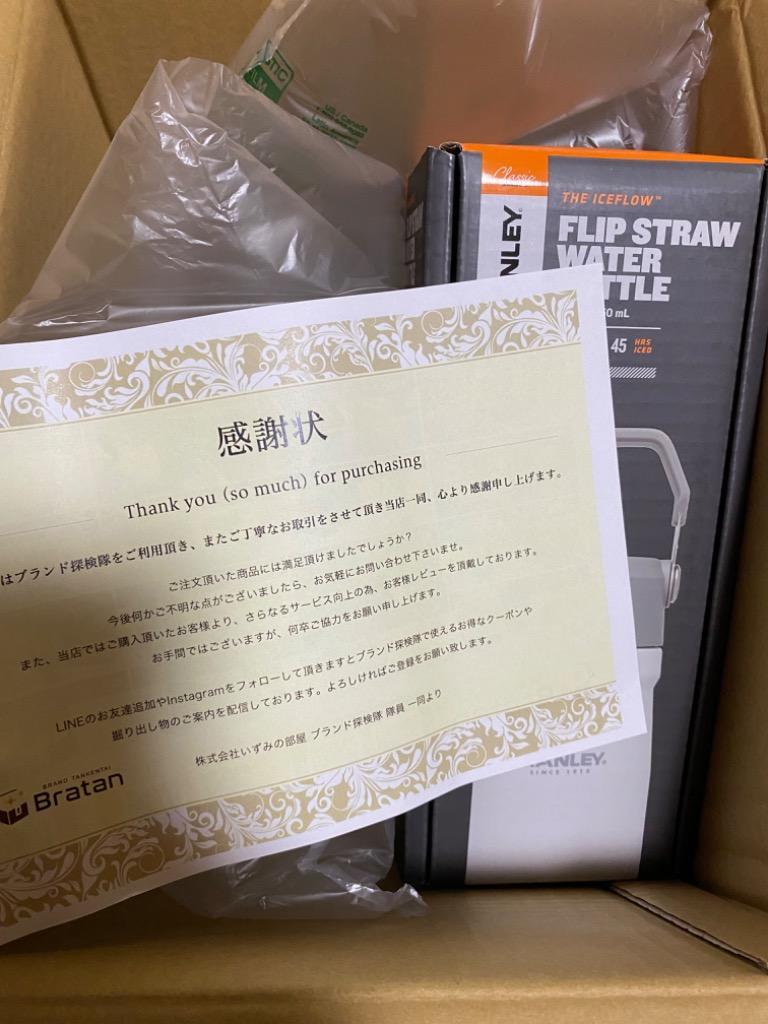 US / Canada
Classic
THE ICEFLOW™
FLIP STRAW
WATER
TTLE
0 mL
45 HRS ICED
NLEY
感謝状
Thank you (so much) for purchasing
はブランド探検隊をご利用頂き、またご丁寧なお取引をさせて頂き当店一同、心より感謝申し上げます。
ご注文頂いた商品には満足頂けましたでしょうか？
今後何かご不明な点がございましたら、お気軽にお問い合わせ下さいませ。
また、当店ではご購入頂いたお客様より、さらなるサービス向上の為、お客様レビューを頂戴しております。
お手間ではございますが、何卒ご協力をお願い申し上げます。
LINEのお友達追加やInstagramをフォローして頂きますとブランド探検隊で使えるお得なクーポンや
掘り出し物のご案内を配信しております。よろしければご登録をお願い致します。
株式会社いずみの部屋 ブランド探検隊 隊員 一同より
BRAND TANKENTAI
Bratan
ANLEY.
SINCE 1913